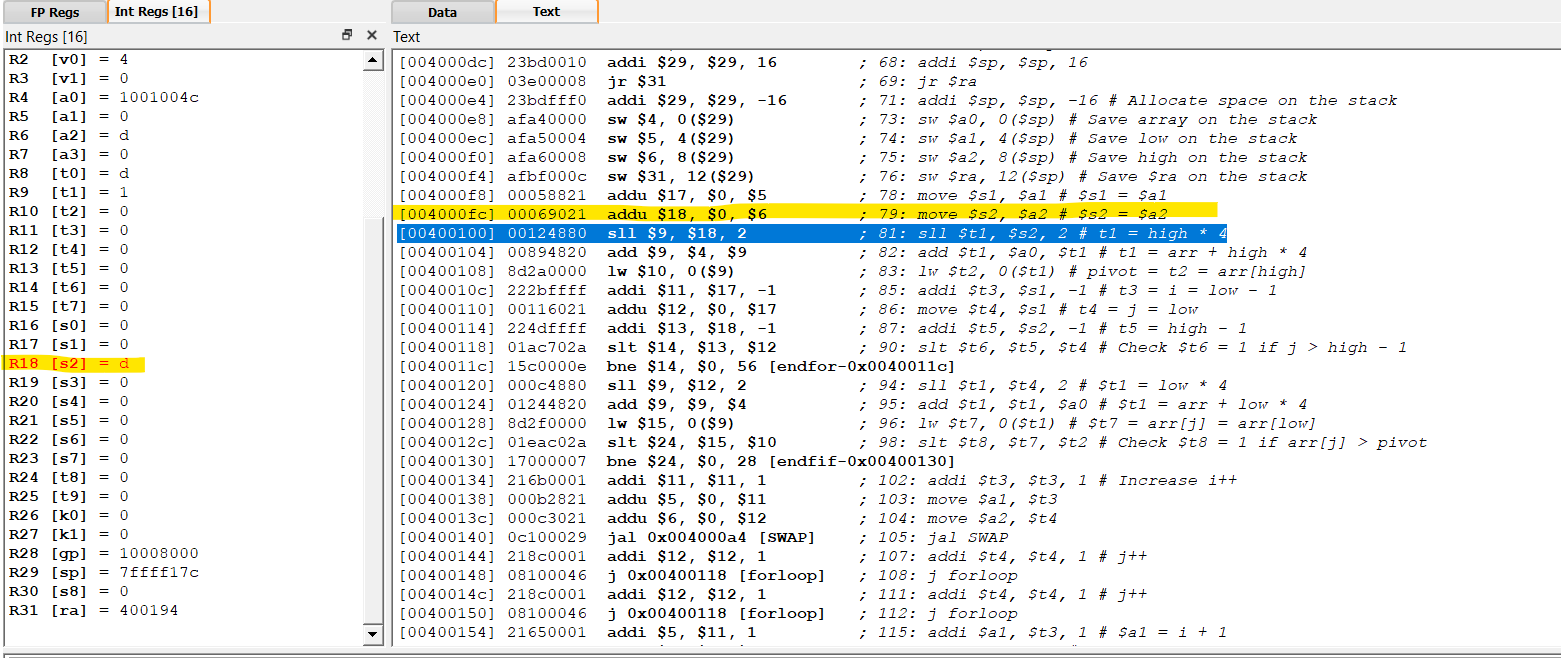 FP Regs
Int Regs [16]
Data
Text
Int Regs [16]
Text
R2 [v0] = 4
R3 [v1] = 0
R4 [a0] = 1001004c
R5 [a1] = 0
R6 [a2] = d
R7 [a3] = 0
R8 [t0] = d
R9 [t1] = 1
R10 [t2] = 0
R11 [t3] = 0
R12 [t4] = 0
R13 [t5] = 0
R14 [t6] = 0
R15 [t7] = 0
R16 [s0] = 0
R17 [s1] = 0
R18 [s2] = d
R19 [s3] = 0
R20 [s4] = 0
R21 [s5] = 0
R22 [s6] = 0
R23 [s7] = 0
R24 [t8] = 0
R25 [t9] = 0
R26 [k0] = 0
R27 [k1] = 0
R28 [gp] = 10008000
R29 [sp] = 7ffff17c
R30 [s8] = 0
R31 [ra] = 400194
[004000dc] 23bd0010 addi $29, $29, 16 ; 68: addi $sp, $sp, 16
[004000e0] 03e00008 jr $31 ; 69: jr $ra
[004000e4] 23bdfff0 addi $29, $29, -16 ; 71: addi $sp, $sp, -16 # Allocate space on the stack
[004000e8] afa40000 sw $4, 0($29) ; 73: sw $a0, 0($sp) # Save array on the stack
[004000ec] afa50004 sw $5, 4($29) ; 74: sw $a1, 4($sp) # Save low on the stack
[004000f0] afa60008 sw $6, 8($29) ; 75: sw $a2, 8($sp) # Save high on the stack
[004000f4] afbf000c sw $31, 12($29) ; 76: sw $ra, 12($sp) # Save $ra on the stack
[004000f8] 00058821 addu $17, $0, $5 ; 78: move $s1, $a1 # $s1 = $a1
[004000fc] 00069021 addu $18, $0, $6 ; 79: move $s2, $a2 # $s2 = $a2
[00400100] 00124880 sll $9, $18, 2 ; 81: sll $t1, $s2, 2 # t1 = high * 4
[00400104] 00894820 add $9, $4, $9 ; 82: add $t1, $a0, $t1 # t1 = arr + high * 4
[00400108] 8d2a0000 lw $10, 0($9) ; 83: lw $t2, 0($t1) # pivot = t2 = arr[high]
[0040010c] 222bffff addi $11, $17, -1 ; 85: addi $t3, $s1, -1 # t3 = i = low - 1
[00400110] 00116021 addu $12, $0, $17 ; 86: move $t4, $s1 # t4 = j = low
[00400114] 224dffff addi $13, $18, -1 ; 87: addi $t5, $s2, -1 # t5 = high - 1
[00400118] 01ac702a slt $14, $13, $12 ; 90: slt $t6, $t5, $t4 # Check $t6 = 1 if j > high - 1
[0040011c] 15c0000e bne $14, $0, 56 [endfor-0x0040011c]
[00400120] 000c4880 sll $9, $12, 2 ; 94: sll $t1, $t4, 2 # $t1 = low * 4
[00400124] 01244820 add $9, $9, $4 ; 95: add $t1, $t1, $a0 # $t1 = arr + low * 4
[00400128] 8d2f0000 lw $15, 0($9) ; 96: lw $t7, 0($t1) # $t7 = arr[j] = arr[low]
[0040012c] 01eac02a slt $24, $15, $10 ; 98: slt $t8, $t7, $t2 # Check $t8 = 1 if arr[j] > pivot
[00400130] 17000007 bne $24, $0, 28 [endfif-0x00400130]
[00400134] 216b0001 addi $11, $11, 1 ; 102: addi $t3, $t3, 1 # Increase i++
[00400138] 000b2821 addu $5, $0, $11 ; 103: move $a1, $t3
[0040013c] 000c3021 addu $6, $0, $12 ; 104: move $a2, $t4
[00400140] 0c100029 jal 0x004000a4 [SWAP] ; 105: jal SWAP
[00400144] 218c0001 addi $12, $12, 1 ; 107: addi $t4, $t4, 1 # j++
[00400148] 08100046 j 0x00400118 [forloop] ; 108: j forloop
[0040014c] 218c0001 addi $12, $12, 1 ; 111: addi $t4, $t4, 1 # j++
[00400150] 08100046 j 0x00400118 [forloop] ; 112: j forloop
[00400154] 21650001 addi $5, $11, 1 ; 115: addi $a1, $t3, 1 # $a1 = i + 1